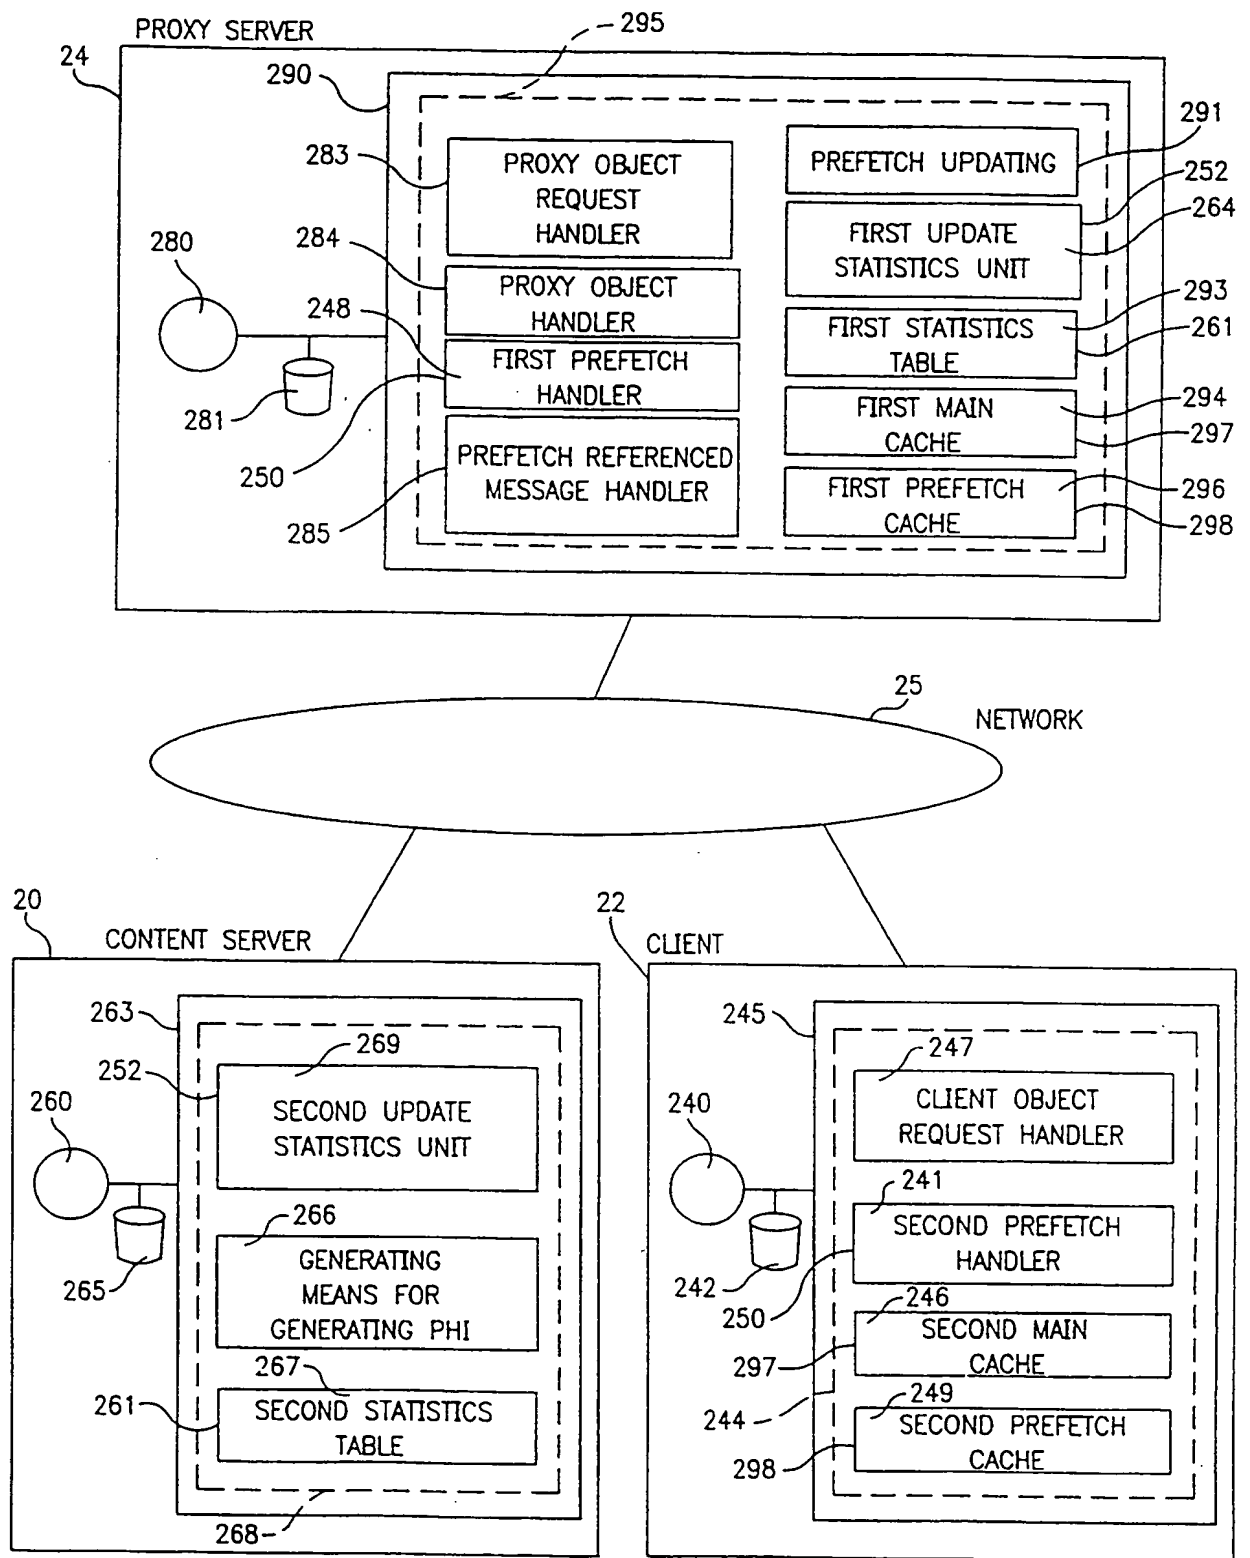 PROXY SERVER
295
24
290
283
PROXY OBJECT
REQUEST
HANDLER
PREFETCH UPDATING
291
252
264
FIRST UPDATE
STATISTICS UNIT
280
284
PROXY OBJECT
HANDLER
248
FIRST PREFETCH
HANDLER
250
281
FIRST STATISTICS
TABLE
293
261
FIRST MAIN
CACHE
294
297
285
PREFETCH REFERENCED
MESSAGE HANDLER
FIRST PREFETCH
CACHE
296
298
25
NETWORK
20
CONTENT SERVER
263
252
269
SECOND UPDATE
STATISTICS UNIT
260
265
266
GENERATING
MEANS FOR
GENERATING PHI
267
261
SECOND STATISTICS
TABLE
268
22
CLIENT
245
247
CLIENT OBJECT
REQUEST HANDLER
240
242
241
SECOND PREFETCH
HANDLER
250
246
SECOND MAIN
CACHE
297
244
249
SECOND PREFETCH
CACHE
298